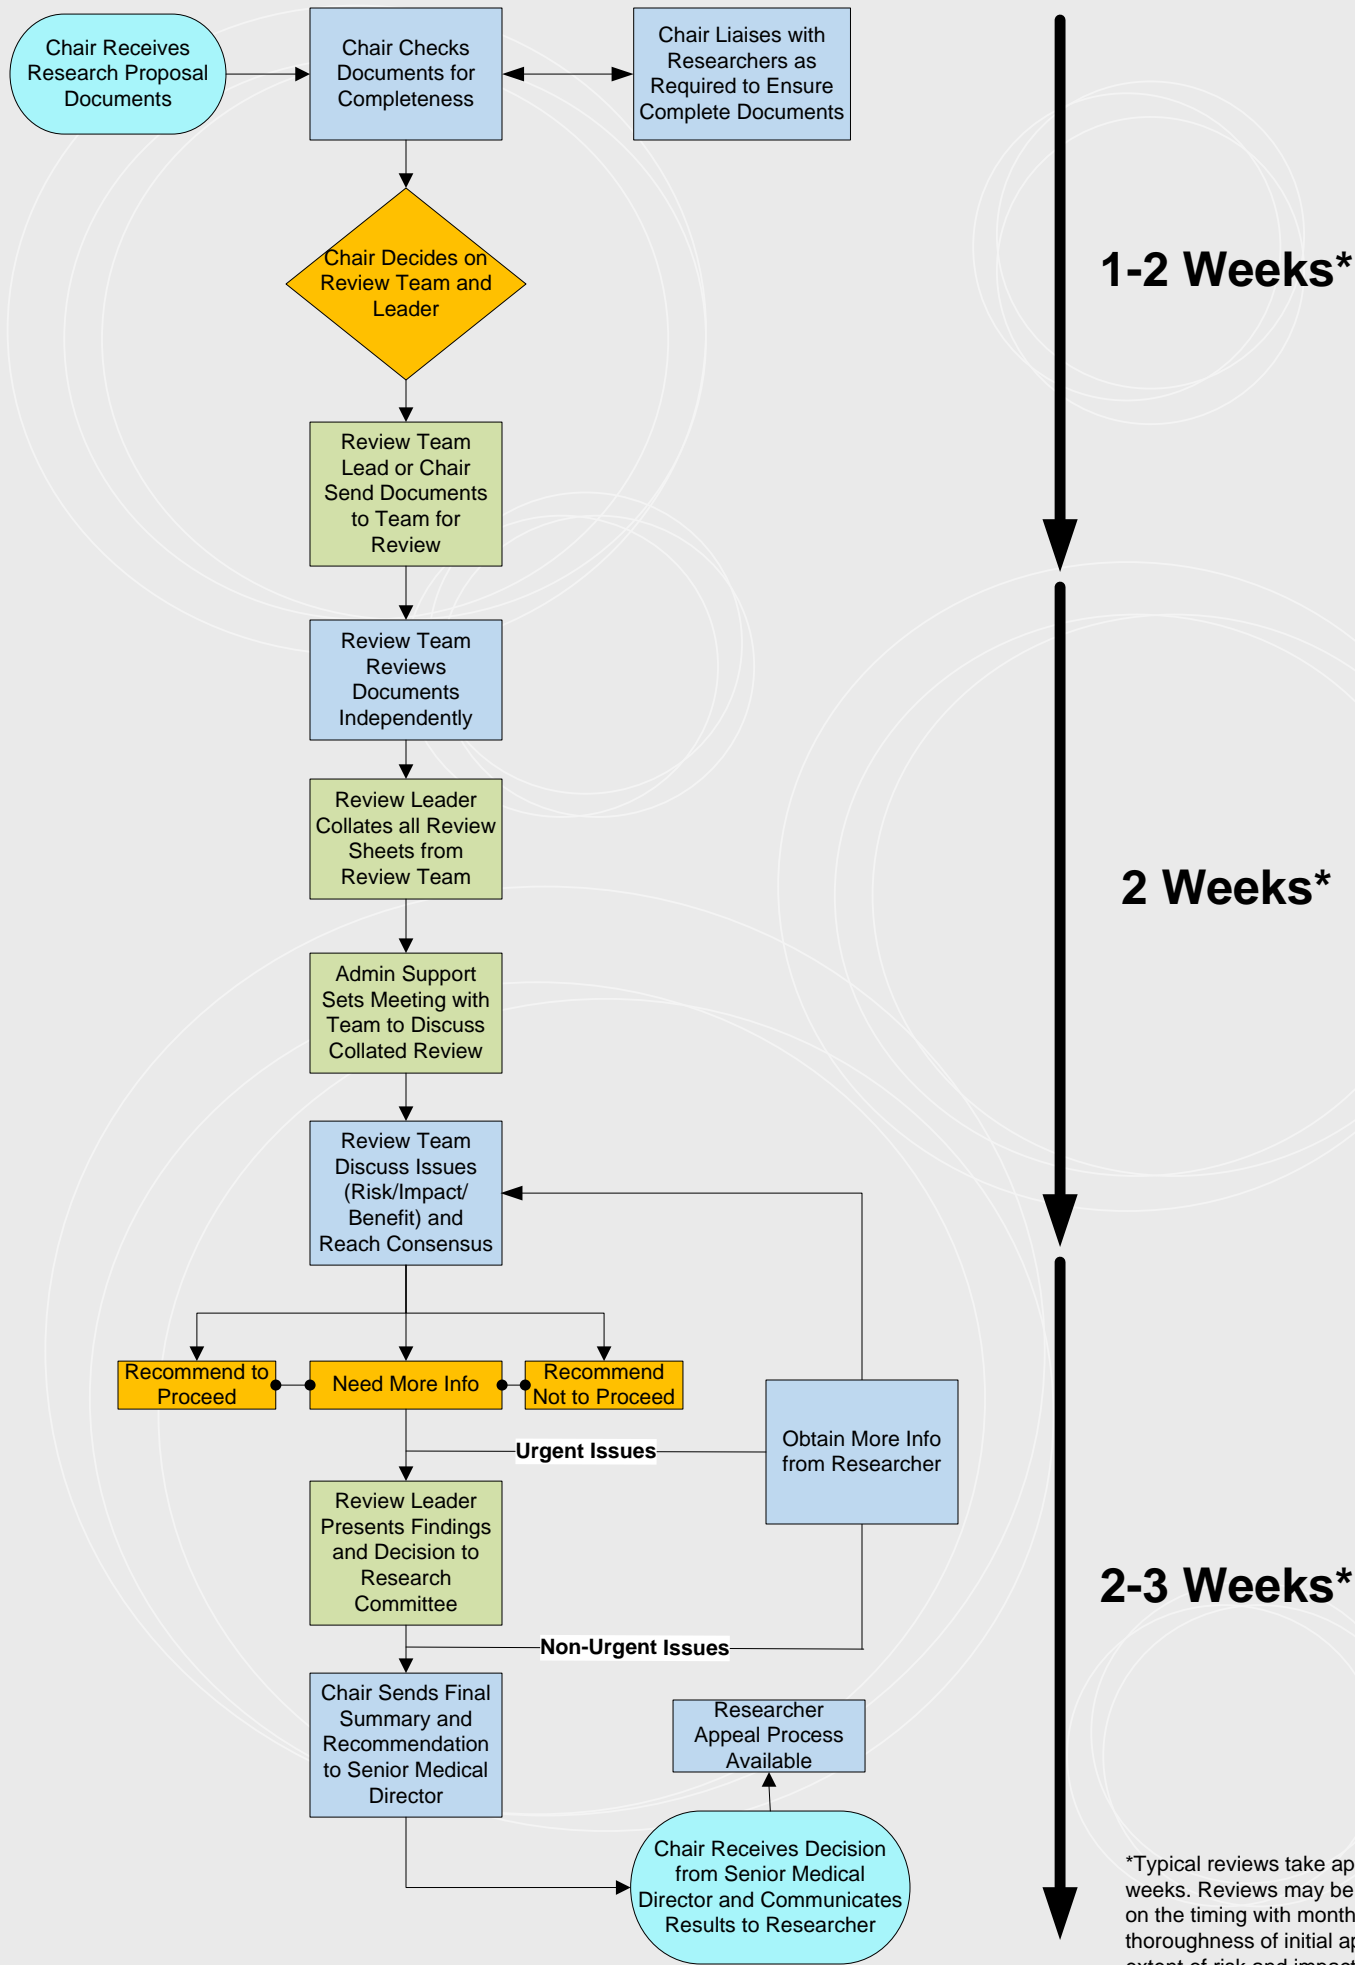 Chair Receives
Research Proposal
Documents
Chair Checks
Documents for
Completeness
Chair Liaises with
Researchers as
Required to Ensure
Complete Documents
Chair Decides on
Review Team and
Leader
1-2 Weeks*
Review Team
Lead or Chair
Send Documents
to Team for
Review
Review Team
Reviews
Documents
Independently
Review Leader
Collates all Review
Sheets from
Review Team
2 Weeks*
Admin Support
Sets Meeting with
Team to Discuss
Collated Review
Review Team
Discuss Issues
(Risk/Impact/
Benefit) and
Reach Consensus
Recommend to
Proceed
Need More Info
Recommend
Not to Proceed
Urgent Issues
Obtain More Info
from Researcher
Review Leader
Presents Findings
and Decision to
Research
Committee
2-3 Weeks*
Non-Urgent Issues
Chair Sends Final
Summary and
Recommendation
to Senior Medical
Director
Researcher
Appeal Process
Available
Chair Receives Decision
from Senior Medical
Director and Communicates
Results to Researcher
*Typical reviews take
weeks. Reviews may be
on the timing with
thoroughness of initial
extent of risk and impact